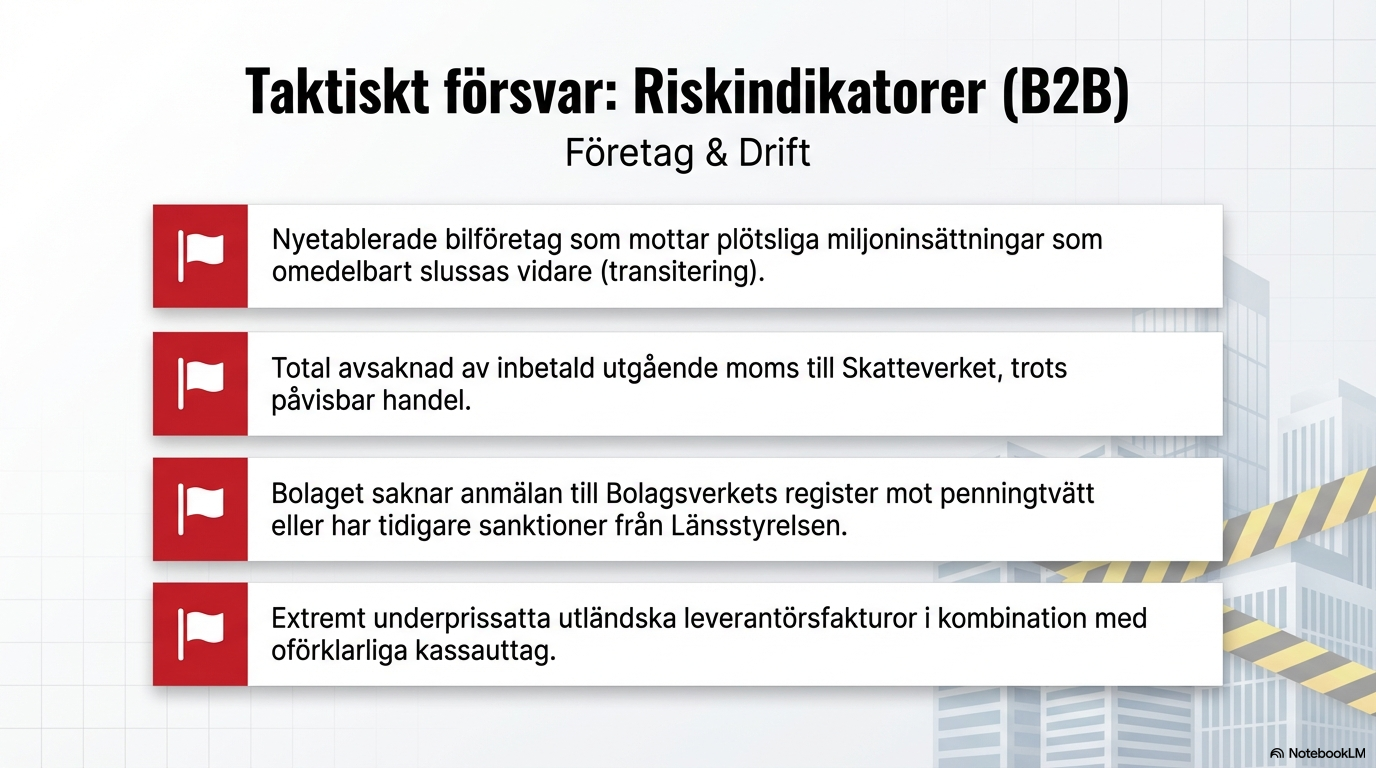 Taktiskt försvar: Riskindikatorer (B2B)
Företag & Drift
Nyetablerade bilföretag som mottar plötsliga miljoninsättningar som
omedelbart slussas vidare (transitering).
Total avsaknad av inbetald utgående moms till Skatteverket, trots
påvisbar handel.
Bolaget saknar anmälan till Bolagsverkets register mot penningtvätt
eller har tidigare sanktioner från Länsstyrelsen.
Extremt underprissatta utländska leverantörsfakturor i kombination med
oförklarliga kassauttag.
NotebookLM